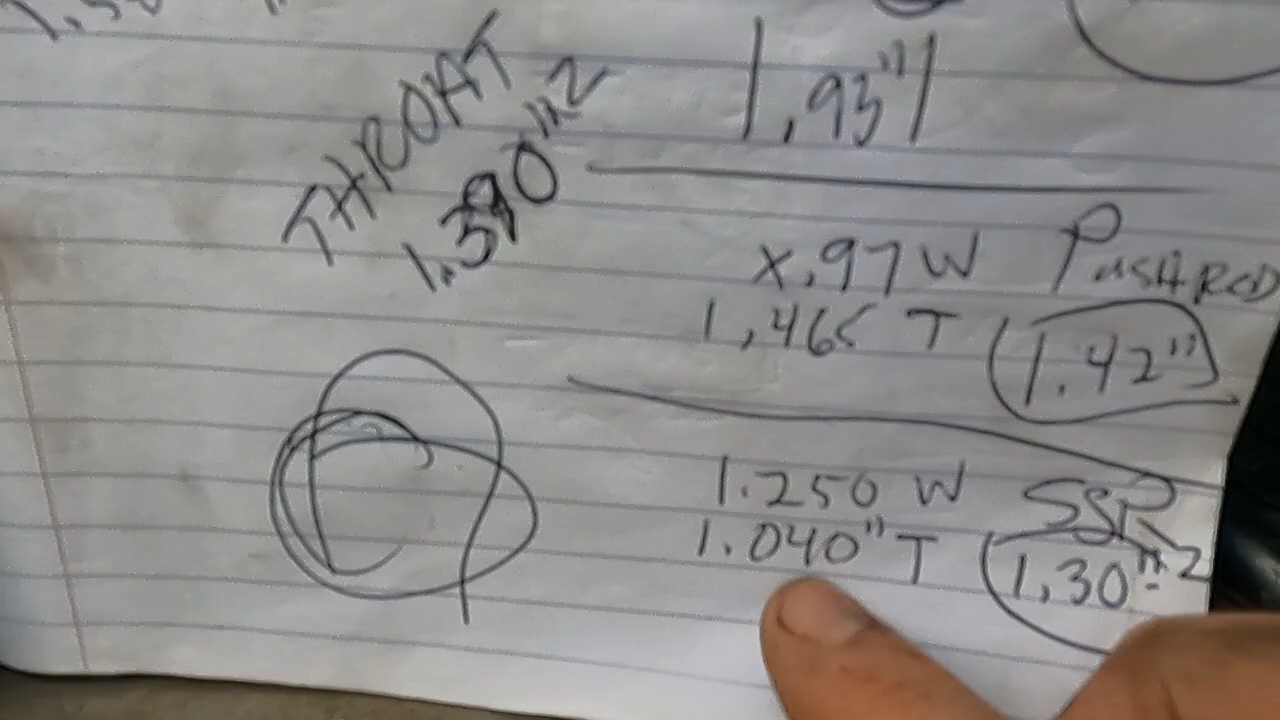 THROAT
1.390"2
1.93"
x.97 W PUSHROD
1.465 T 1.42"
1.250 W SSR
1.040" T 1.30"2